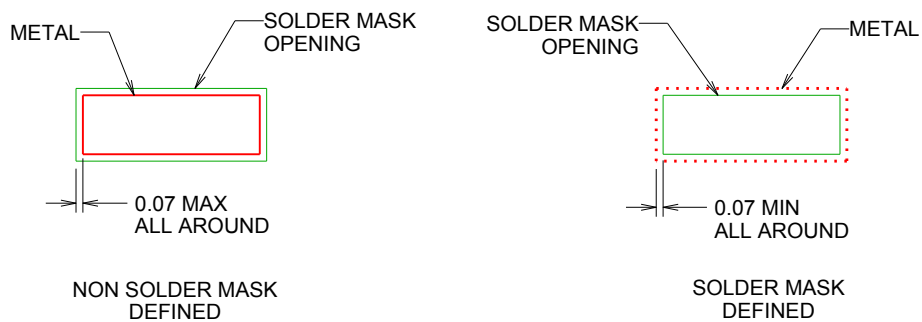 METAL
SOLDER MASK
OPENING
0.07 MAX
ALL AROUND
NON SOLDER MASK
DEFINED
SOLDER MASK
OPENING
METAL
0.07 MIN
ALL AROUND
SOLDER MASK
DEFINED